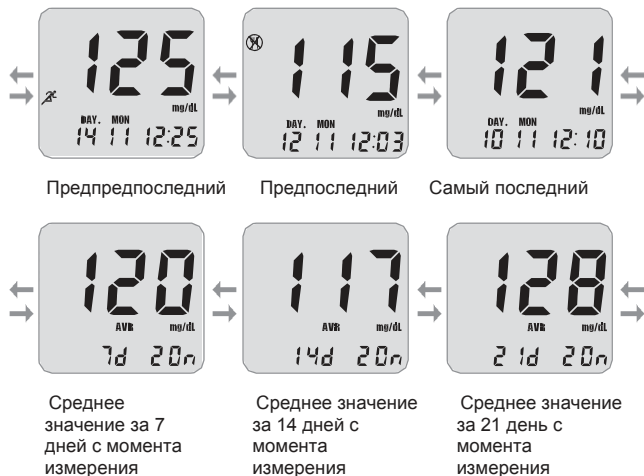 125
mg/dL
DAY. MON
14 11 12:25
115
mg/dL
DAY. MON
12 11 12:03
121
mg/dL
DAY. MON
10 11 12:10
Предпредпоследний
Предпоследний
Самый последний
120
AVR mg/dL
7d 20n
117
AVR mg/dL
14d 20n
128
AVR mg/dL
21d 20n
Среднее
значение за 7
дней с момента
измерения
Среднее значение
за 14 дней с
момента
измерения
Среднее значение
за 21 день с
момента
измерения